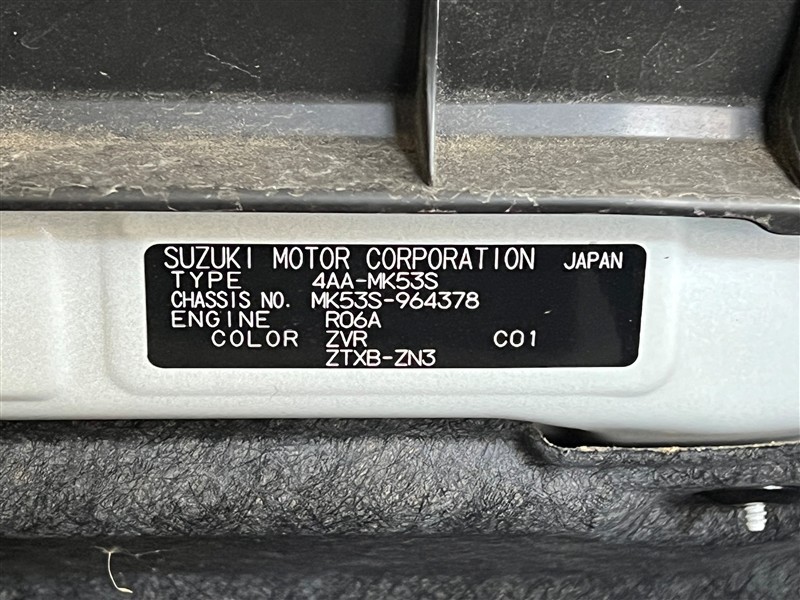 SUZUKI MOTOR CORPORATION JAPAN
TYPE 4AA-MK53S
CHASSIS NO. MK53S-964378
ENGINE R06A
COLOR ZVR C01
ZTXB-ZN3